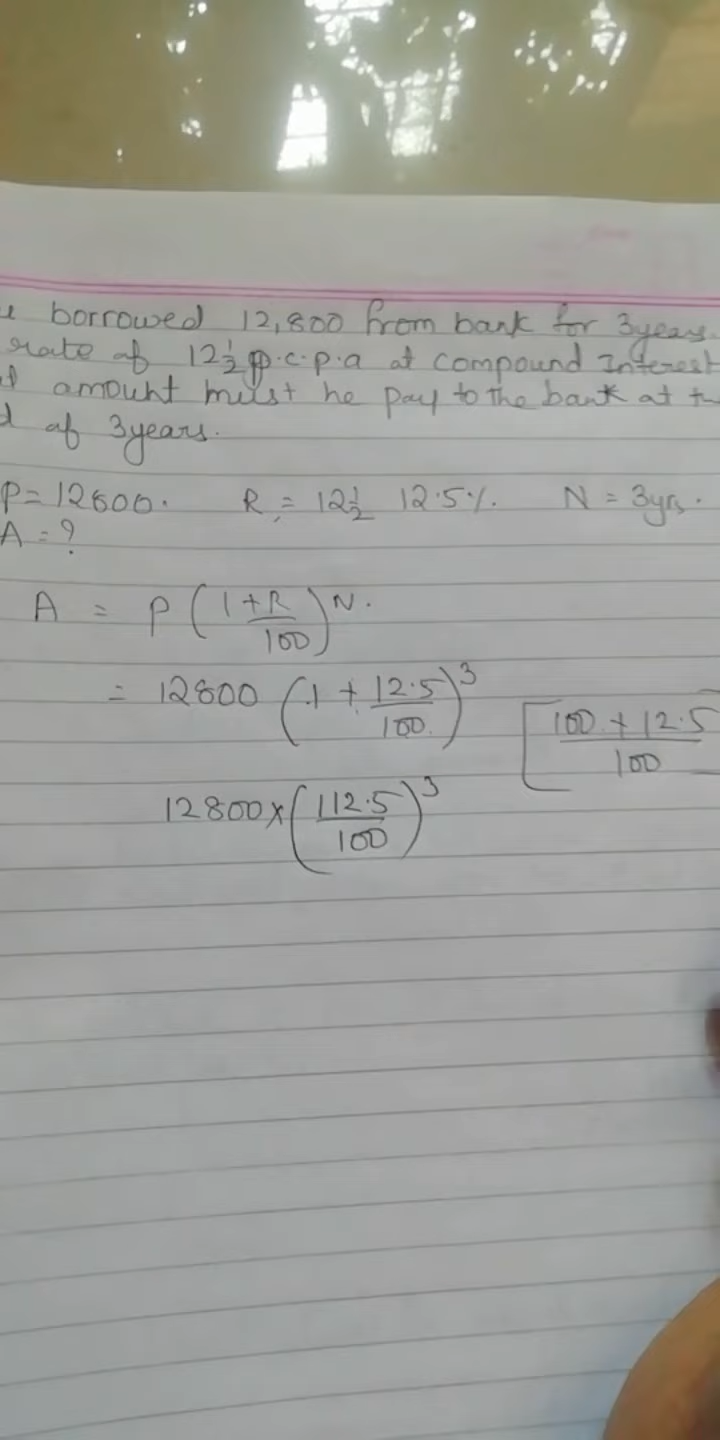 borrowed 12,800 from bank for 3years.
rate of 12½ p.c.p.a at compound Interest
amount must he pay to the bank at
of 3years.
P=12800. R = 12½ 12.5%. N = 3yrs.
A = ?
A = P (1+R/100)N.
= 12800 (1 + 12.5/100)³ [100 + 12.5/100
12800×(112.5/100)³